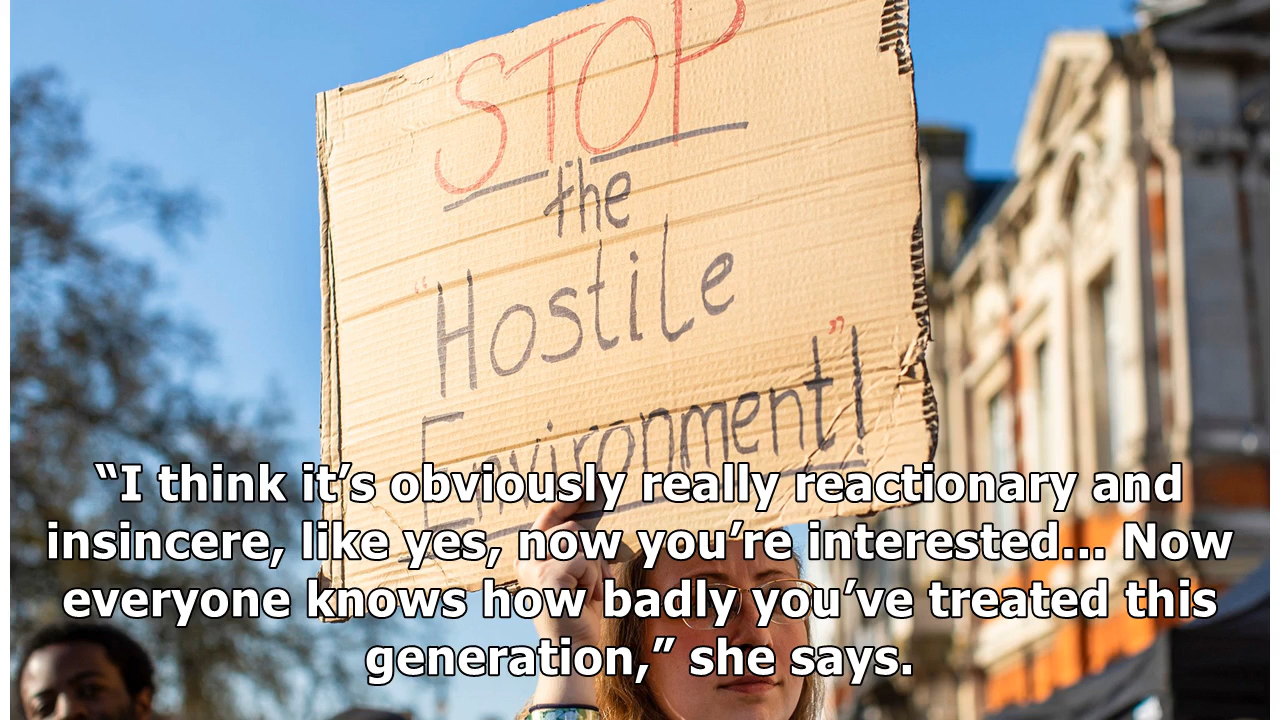 STOP
the
"Hostile
Environment"!
“I think it’s obviously really reactionary and
insincere, like yes, now you’re interested... Now
everyone knows how badly you’ve treated this
generation,” she says.